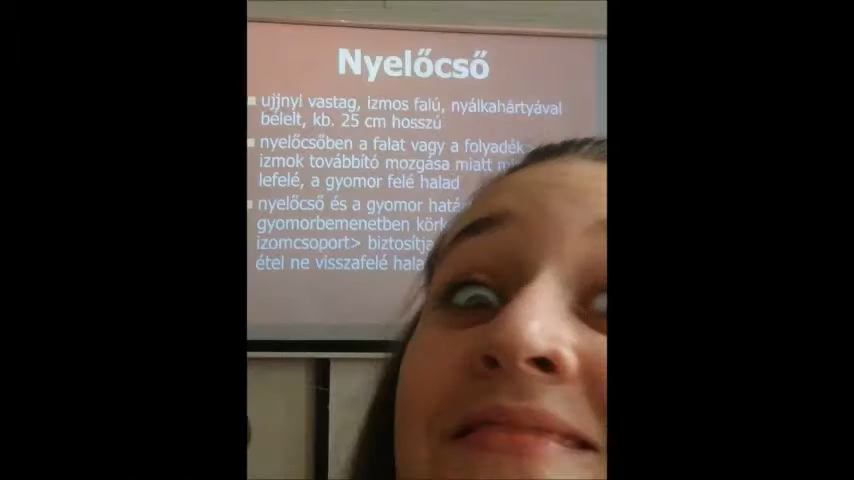 Nyelőcső
ujjnyi vastag, izmos falú, nyálkahártyával
bélelt, kb. 25 cm hosszú
nyelőcsőben a falat vagy a folyadék>
izmok továbbító mozgása miatt
lefelé, a gyomor felé halad
nyelőcső és a gyomor
gyomorbemenetben
izomcsoport> biztosítja
étel ne visszafelé